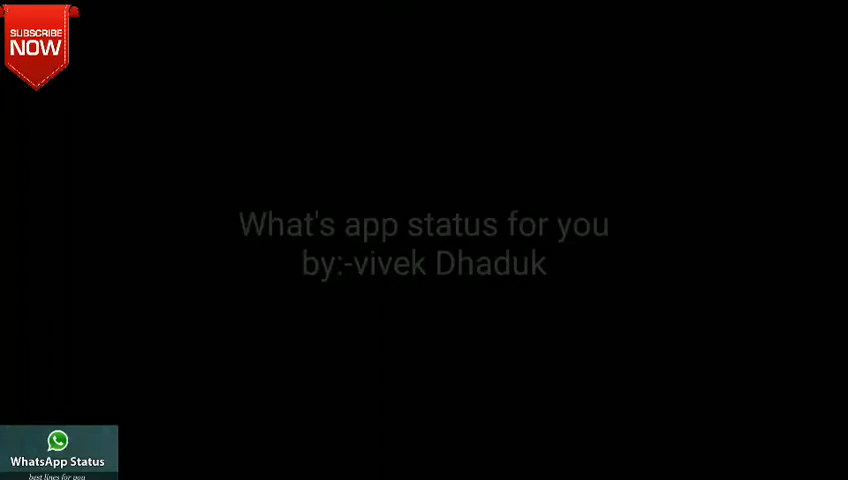 SUBSCRIBE
NOW
What's app status for you
by:-vivek Dhaduk
WhatsApp Status
best lines for you